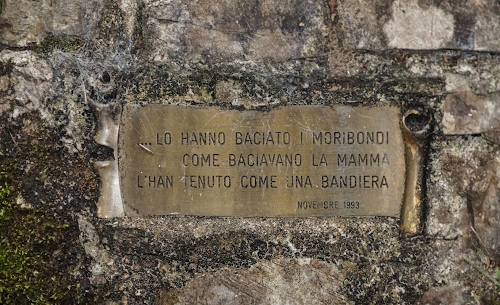 ....LO HANNO BACIATO I MORIBONDI
COME BACIAVANO LA MAMMA
L'HAN TENUTO COME UNA BANDIERA
NOVEMBRE 1993